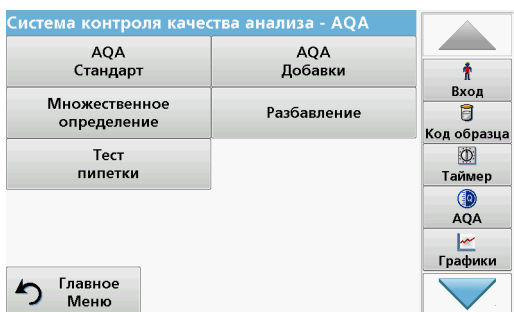 Система контроля качества анализа - AQA
AQA
Стандарт
AQA
Добавки
Множественное
определение
Разбавление
Тест
пипетки
Главное
Меню
Вход
Код образца
Таймер
AQA
Графики